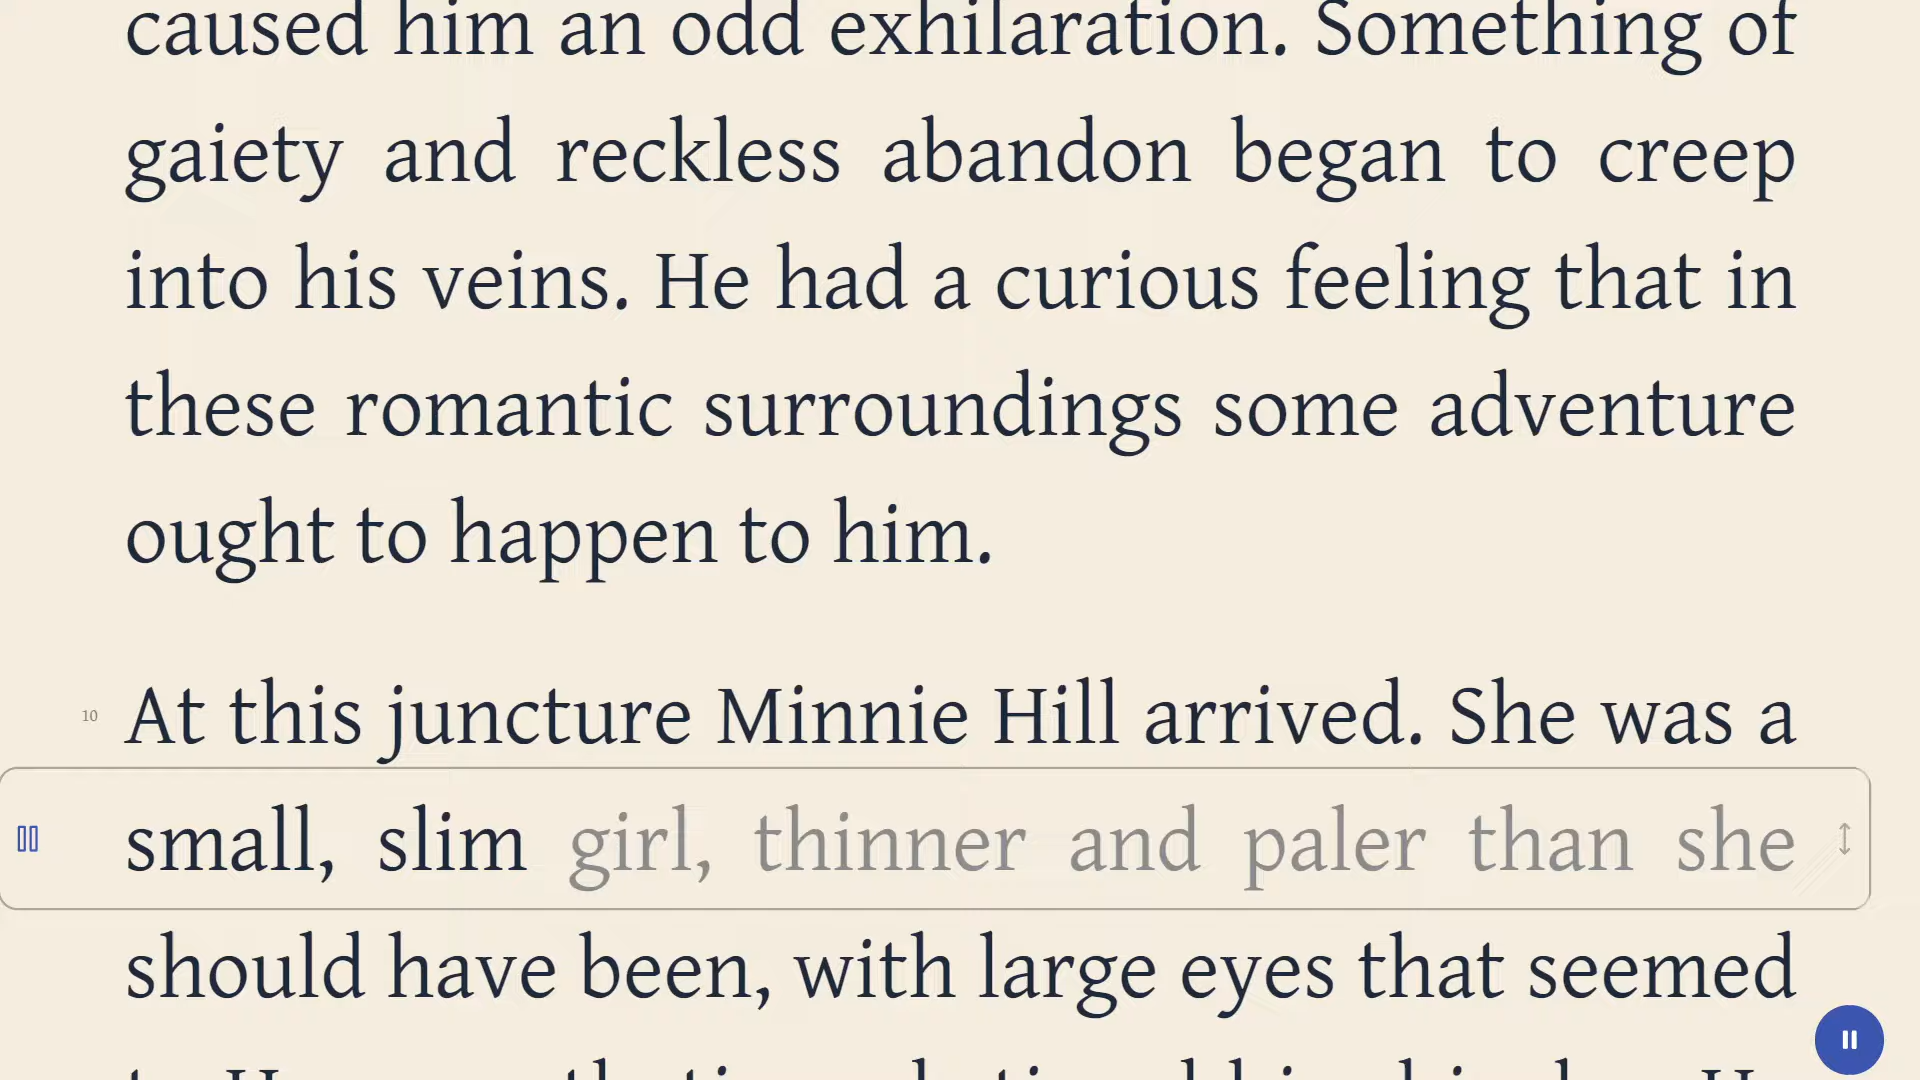 caused him an odd exhilaration. Something of
gaiety and reckless abandon began to creep
into his veins. He had a curious feeling that in
these romantic surroundings some adventure
ought to happen to him.
10
At this juncture Minnie Hill arrived. She was a
small, slim girl, thinner and paler than she
should have been, with large eyes that seemed